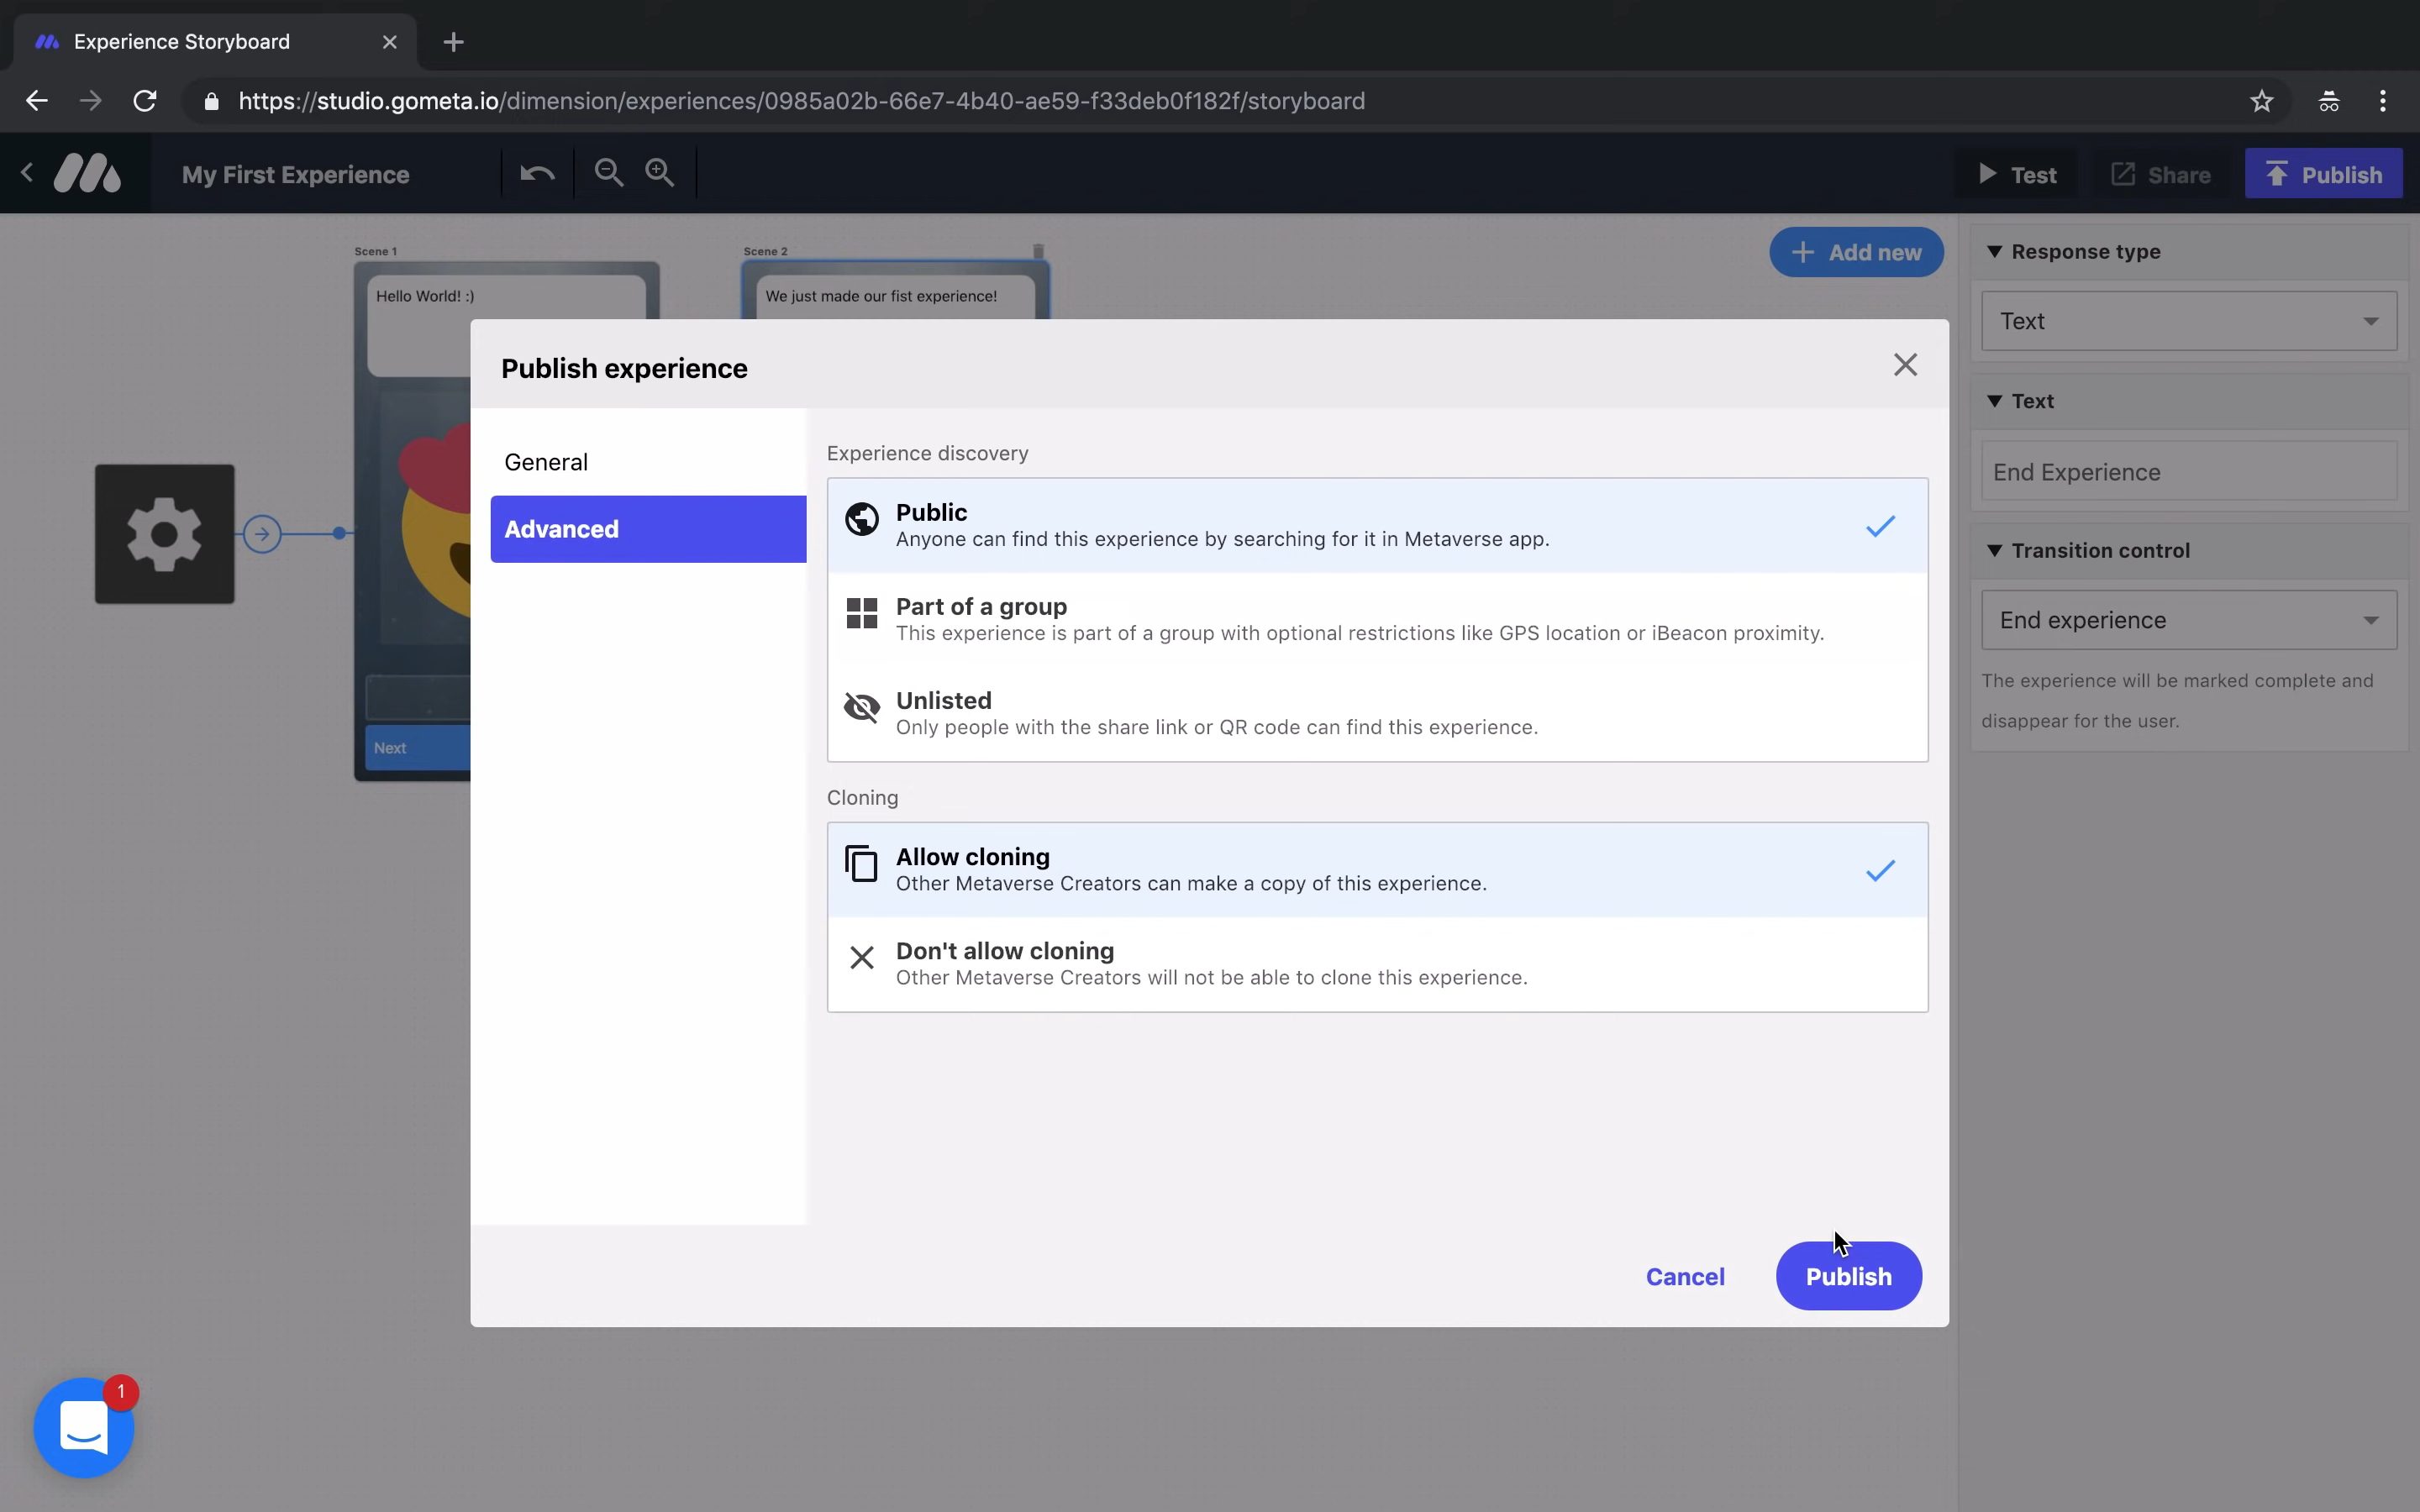 Experience Storyboard
https://studio.gometa.io/dimension/experiences/0985a02b-66e7-4b40-ae59-f33deb0f182f/storyboard
My First Experience
Test
Share
Publish
Scene 1
Scene 2
Add new
Hello World! :)
We just made our fist experience!
Next
Response type
Text
Text
End Experience
Transition control
End experience
The experience will be marked complete and
disappear for the user.
Publish experience
General
Advanced
Experience discovery
Public
Anyone can find this experience by searching for it in Metaverse app.
Part of a group
This experience is part of a group with optional restrictions like GPS location or iBeacon proximity.
Unlisted
Only people with the share link or QR code can find this experience.
Cloning
Allow cloning
Other Metaverse Creators can make a copy of this experience.
Don't allow cloning
Other Metaverse Creators will not be able to clone this experience.
Cancel
Publish
1